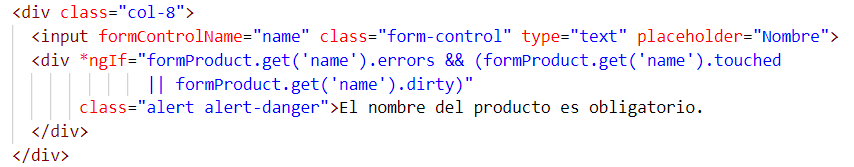 <div class="col-8">
<input formControlName="name" class="form-control" type="text" placeholder="Nombre">
<div *ngIf="formProduct.get('name').errors && (formProduct.get('name').touched
|| formProduct.get('name').dirty)"
class="alert alert-danger">El nombre del producto es obligatorio.
</div>
</div>